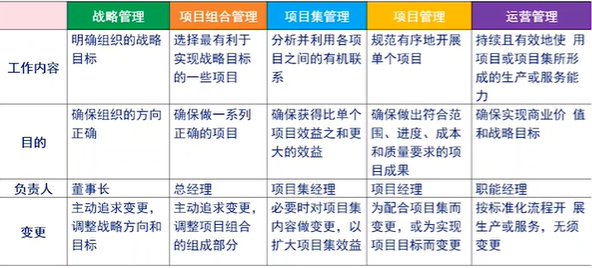 战略管理 项目组合管理 项目集管理 项目管理 运营管理
工作内容
明确组织的战略
目标
选择最有利于
实现战略目标
的一些项目
分析并利用各项
目之间的有机联
系
规范有序地开展
单个项目
持续且有效地使 用
项目或项目集所形
成的生产或服务能
力
目的
确保组织的方向
正确
确保做一系列
正确的项目
确保获得比单个
项目效益之和更
大的效益
确保做出符合范
围、进度、成本
和质量要求的项
目成果
确保实现商业价 值
和战略目标
负责人 董事长 总经理 项目集经理 项目经理 职能经理
变更
主动追求变更，
调整战略方向和
目标
主动追求变更，
调整项目组合
的组成部分
必要时对项目集
内容做变更，以
扩大项目集效益
为配合项目集而
变更，或为实现
项目目标而变更
按标准化流程开 展
生产或服务，无须
变更